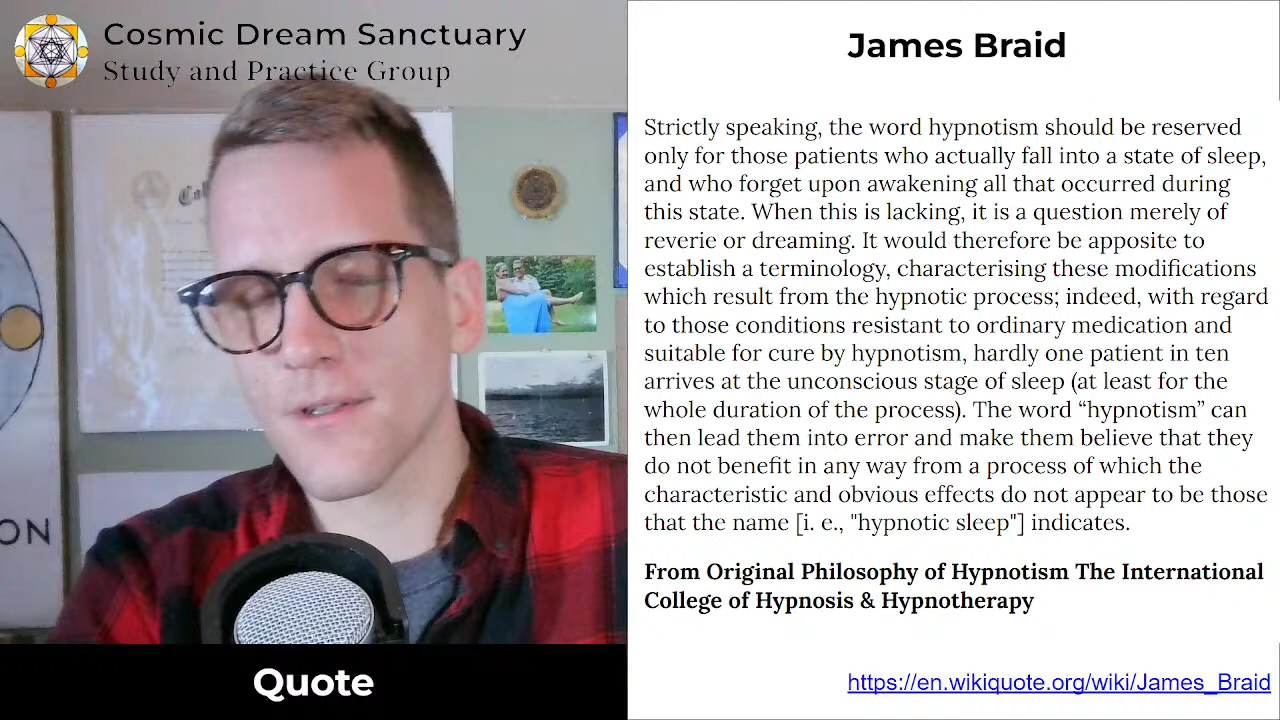 Cosmic Dream Sanctuary
Study and Practice Group
ON
Quote
James Braid
Strictly speaking, the word hypnotism should be reserved
only for those patients who actually fall into a state of sleep,
and who forget upon awakening all that occurred during
this state. When this is lacking, it is a question merely of
reverie or dreaming. It would therefore be apposite to
establish a terminology, characterising these modifications
which result from the hypnotic process; indeed, with regard
to those conditions resistant to ordinary medication and
suitable for cure by hypnotism, hardly one patient in ten
arrives at the unconscious stage of sleep (at least for the
whole duration of the process). The word “hypnotism” can
then lead them into error and make them believe that they
do not benefit in any way from a process of which the
characteristic and obvious effects do not appear to be those
that the name [i. e., "hypnotic sleep"] indicates.
From Original Philosophy of Hypnotism The International
College of Hypnosis & Hypnotherapy
https://en.wikiquote.org/wiki/James_Braid